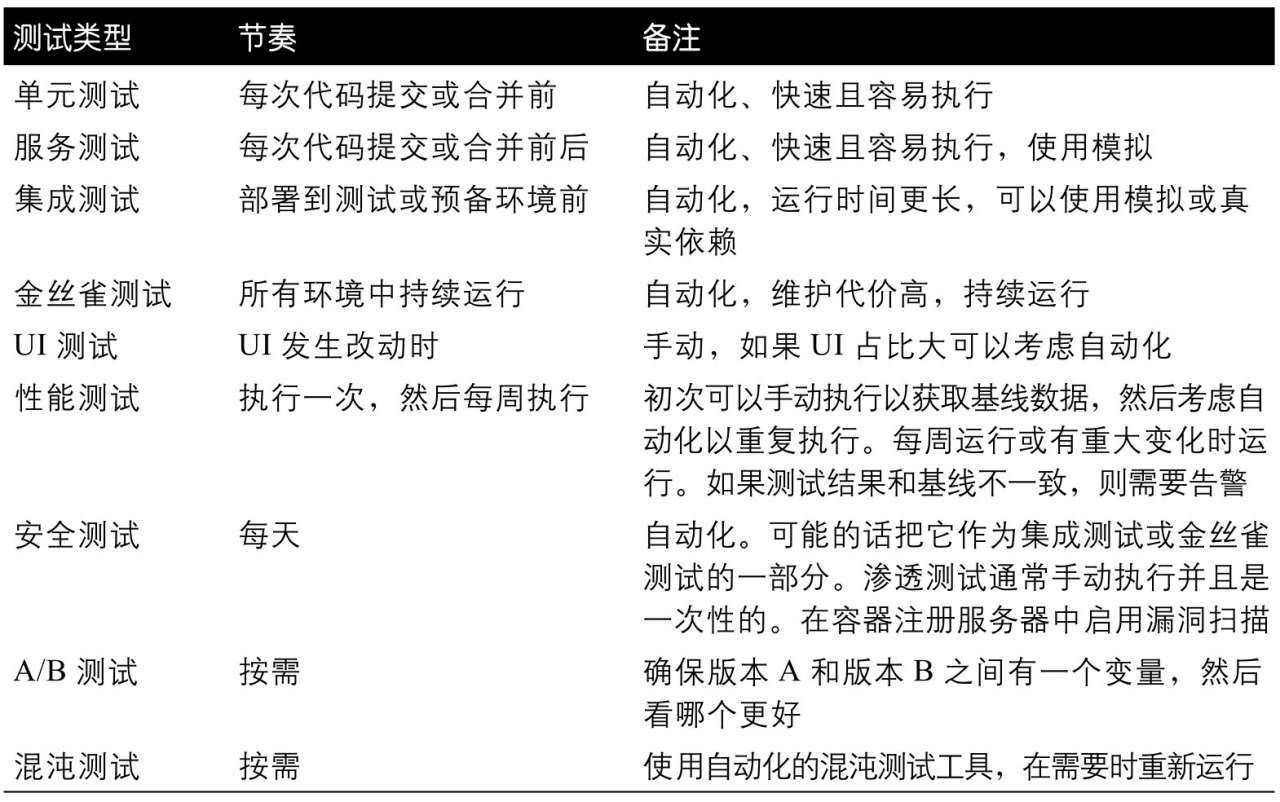 测试类型 节奏 备注
单元测试 每次代码提交或合并前 自动化、快速且容易执行
服务测试 每次代码提交或合并前后 自动化、快速且容易执行，使用模拟
集成测试 部署到测试或预备环境前 自动化，运行时间更长，可以使用模拟或真
实依赖
金丝雀测试 所有环境中持续运行 自动化，维护代价高，持续运行
UI 测试 UI 发生改动时 手动，如果 UI 占比大可以考虑自动化
性能测试 执行一次，然后每周执行 初次可以手动执行以获取基线数据，然后考虑自
动化以重复执行。每周运行或有重大变化时运
行。如果测试结果和基线不一致，则需要告警
安全测试 每天 自动化。可能的话把它作为集成测试或金丝雀
测试的一部分。渗透测试通常手动执行并且是
一次性的。在容器注册服务器中启用漏洞扫描
A/B 测试 按需 确保版本 A 和版本 B 之间有一个变量，然后
看哪个更好
混沌测试 按需 使用自动化的混沌测试工具，在需要时重新运行